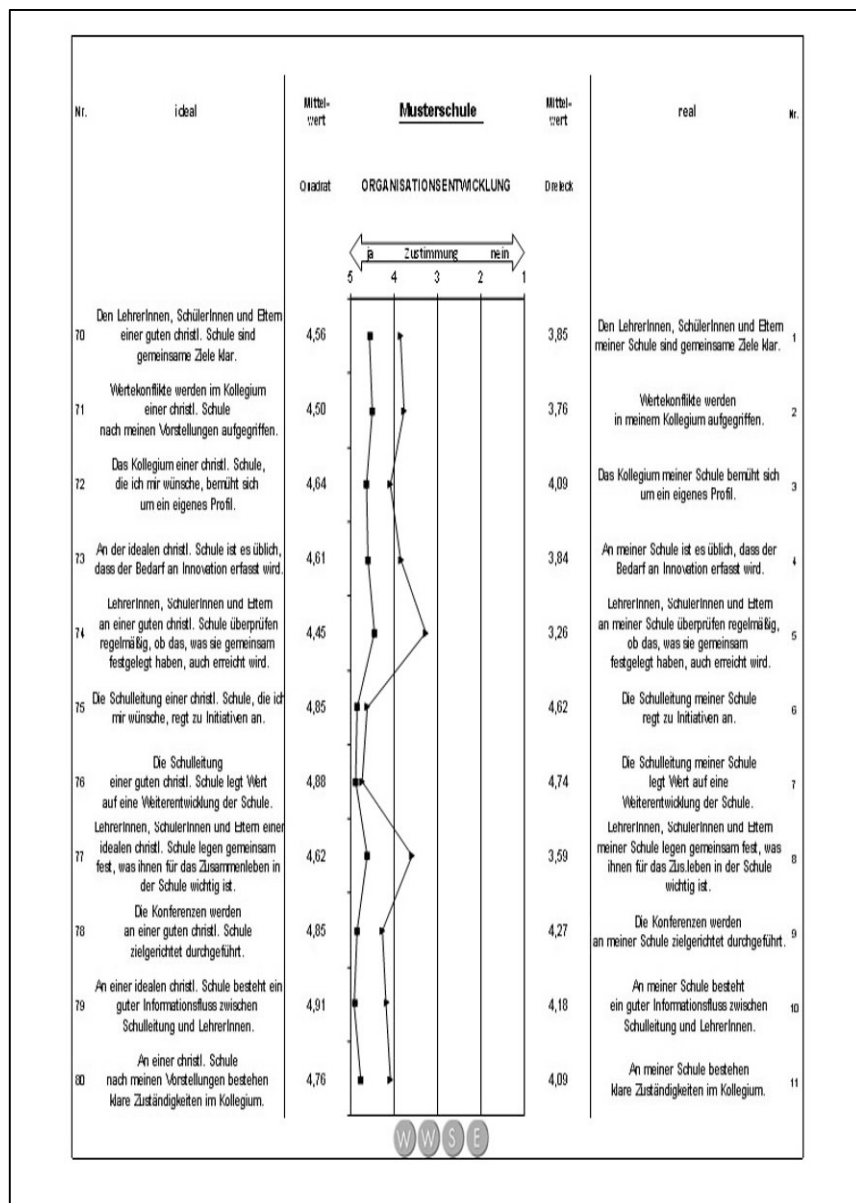 Nr.
ideal
Mittel-
wert
Musterschule
Mittel-
wert
real
Nr.
Quadrat
ORGANISATIONSENTWICKLUNG
Dreieck
ja Zustimmung nein
5 4 3 2 1
70
Den LehrerInnen, SchülerInnen und Eltern
einer guten christl. Schule sind
gemeinsame Ziele klar.
4,56
3,85
Den LehrerInnen, SchülerInnen und Eltern
meiner Schule sind gemeinsame Ziele klar.
1
71
Wertekonflikte werden im Kollegium
einer christl. Schule
nach meinen Vorstellungen aufgegriffen.
4,50
3,76
Wertekonflikte werden
in meinem Kollegium aufgegriffen.
2
72
Das Kollegium einer christl. Schule,
die ich mir wünsche, bemüht sich
um ein eigenes Profil.
4,64
4,09
Das Kollegium meiner Schule bemüht sich
um ein eigenes Profil.
3
73
An der idealen christl. Schule ist es üblich,
dass der Bedarf an Innovation erfasst wird.
4,61
3,84
An meiner Schule ist es üblich, dass der
Bedarf an Innovation erfasst wird.
4
74
LehrerInnen, SchülerInnen und Eltern
an einer guten christl. Schule überprüfen
regelmäßig, ob das, was sie gemeinsam
festgelegt haben, auch erreicht wird.
4,45
3,26
LehrerInnen, SchülerInnen und Eltern
an meiner Schule überprüfen regelmäßig,
ob das, was sie gemeinsam
festgelegt haben, auch erreicht wird.
5
75
Die Schulleitung einer christl. Schule, die ich
mir wünsche, regt zu Initiativen an.
4,85
4,62
Die Schulleitung meiner Schule
regt zu Initiativen an.
6
76
Die Schulleitung
einer guten christl. Schule legt Wert
auf eine Weiterentwicklung der Schule.
4,88
4,74
Die Schulleitung meiner Schule
legt Wert auf eine
Weiterentwicklung der Schule.
7
77
LehrerInnen, SchülerInnen und Eltern einer
idealen christl. Schule legen gemeinsam
fest, was ihnen für das Zusammenleben in
der Schule wichtig ist.
4,62
3,59
LehrerInnen, SchülerInnen und Eltern
meiner Schule legen gemeinsam fest, was
ihnen für das Zus.leben in der Schule
wichtig ist.
8
78
Die Konferenzen werden
an einer guten christl. Schule
zielgerichtet durchgeführt.
4,85
4,27
Die Konferenzen werden
an meiner Schule zielgerichtet durchgeführt.
9
79
An einer idealen christl. Schule besteht ein
guter Informationsfluss zwischen
Schulleitung und LehrerInnen.
4,91
4,18
An meiner Schule besteht
ein guter Informationsfluss zwischen
Schulleitung und LehrerInnen.
10
80
An einer christl. Schule
nach meinen Vorstellungen bestehen
klare Zuständigkeiten im Kollegium.
4,76
4,09
An meiner Schule bestehen
klare Zuständigkeiten im Kollegium.
11
WWSE